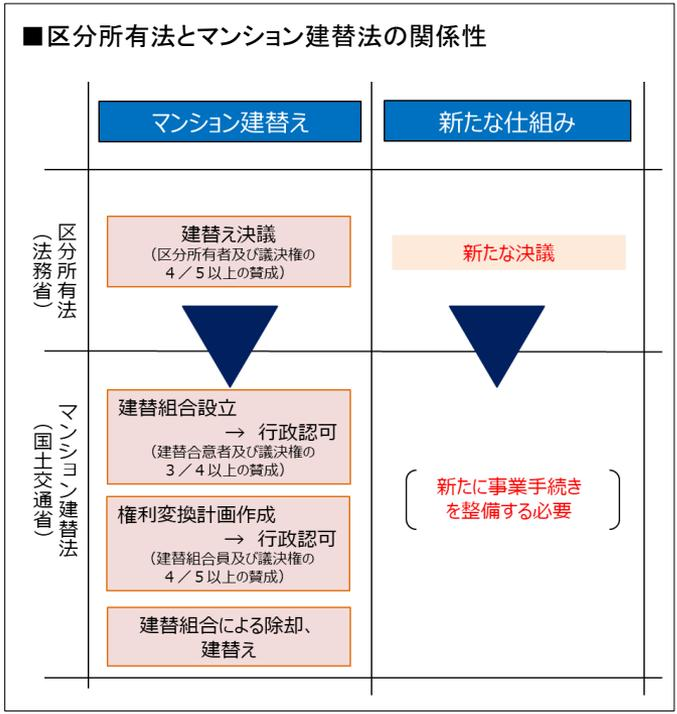 ■区分所有法とマンション建替法の関係性
マンション建替え
新たな仕組み
区分所有法
（法務省）
建替え決議
（区分所有者及び議決権の
４／５以上の賛成）
新たな決議
マンション建替法
（国土交通省）
建替組合設立
→ 行政認可
（建替合意者及び議決権の
３／４以上の賛成）
権利変換計画作成
→ 行政認可
（建替組合員及び議決権の
４／５以上の賛成）
建替組合による除却、
建替え
新たに事業手続き
を整備する必要